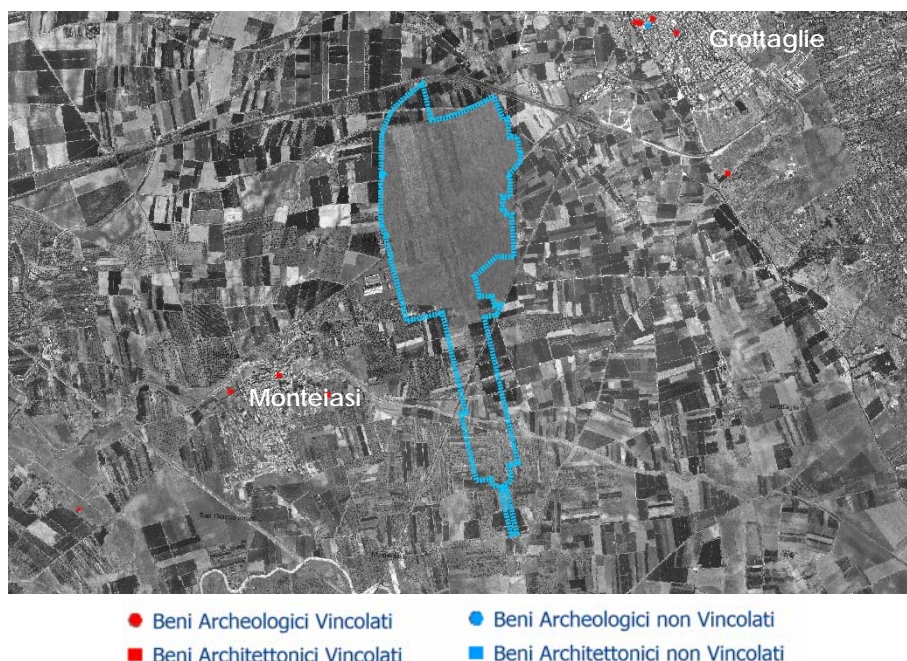 Grottaglie
Monteiasi
Beni Archeologici Vincolati
Beni Archeologici non Vincolati
Beni Architettonici Vincolati
Beni Architettonici non Vincolati